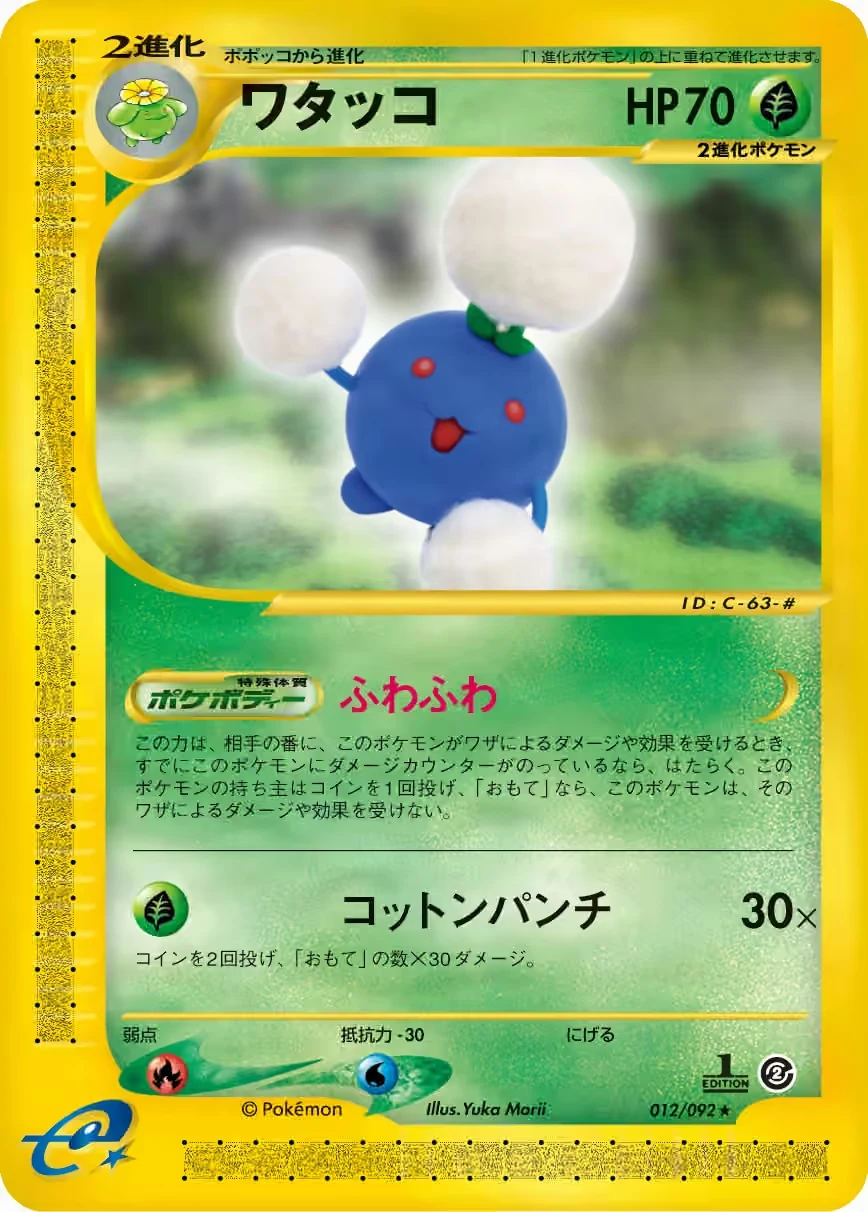 2進化 ポポッコから進化 「1進化ポケモン」の上に重ねて進化させます。
ワタッコ HP70
2進化ポケモン
ID:C-63-#
特殊体質
ポケボディー ふわふわ
この力は、相手の番に、このポケモンがワザによるダメージや効果を受けるとき、
すでにこのポケモンにダメージカウンターがのっているなら、はたらく。この
ポケモンの持ち主はコインを1回投げ、「おもて」なら、このポケモンは、その
ワザによるダメージや効果を受けない。
コットンパンチ 30×
コインを2回投げ、「おもて」の数×30ダメージ。
弱点 抵抗力-30 にげる
1
EDITION
2
© Pokémon Illus.Yuka Morii 012/092★
e